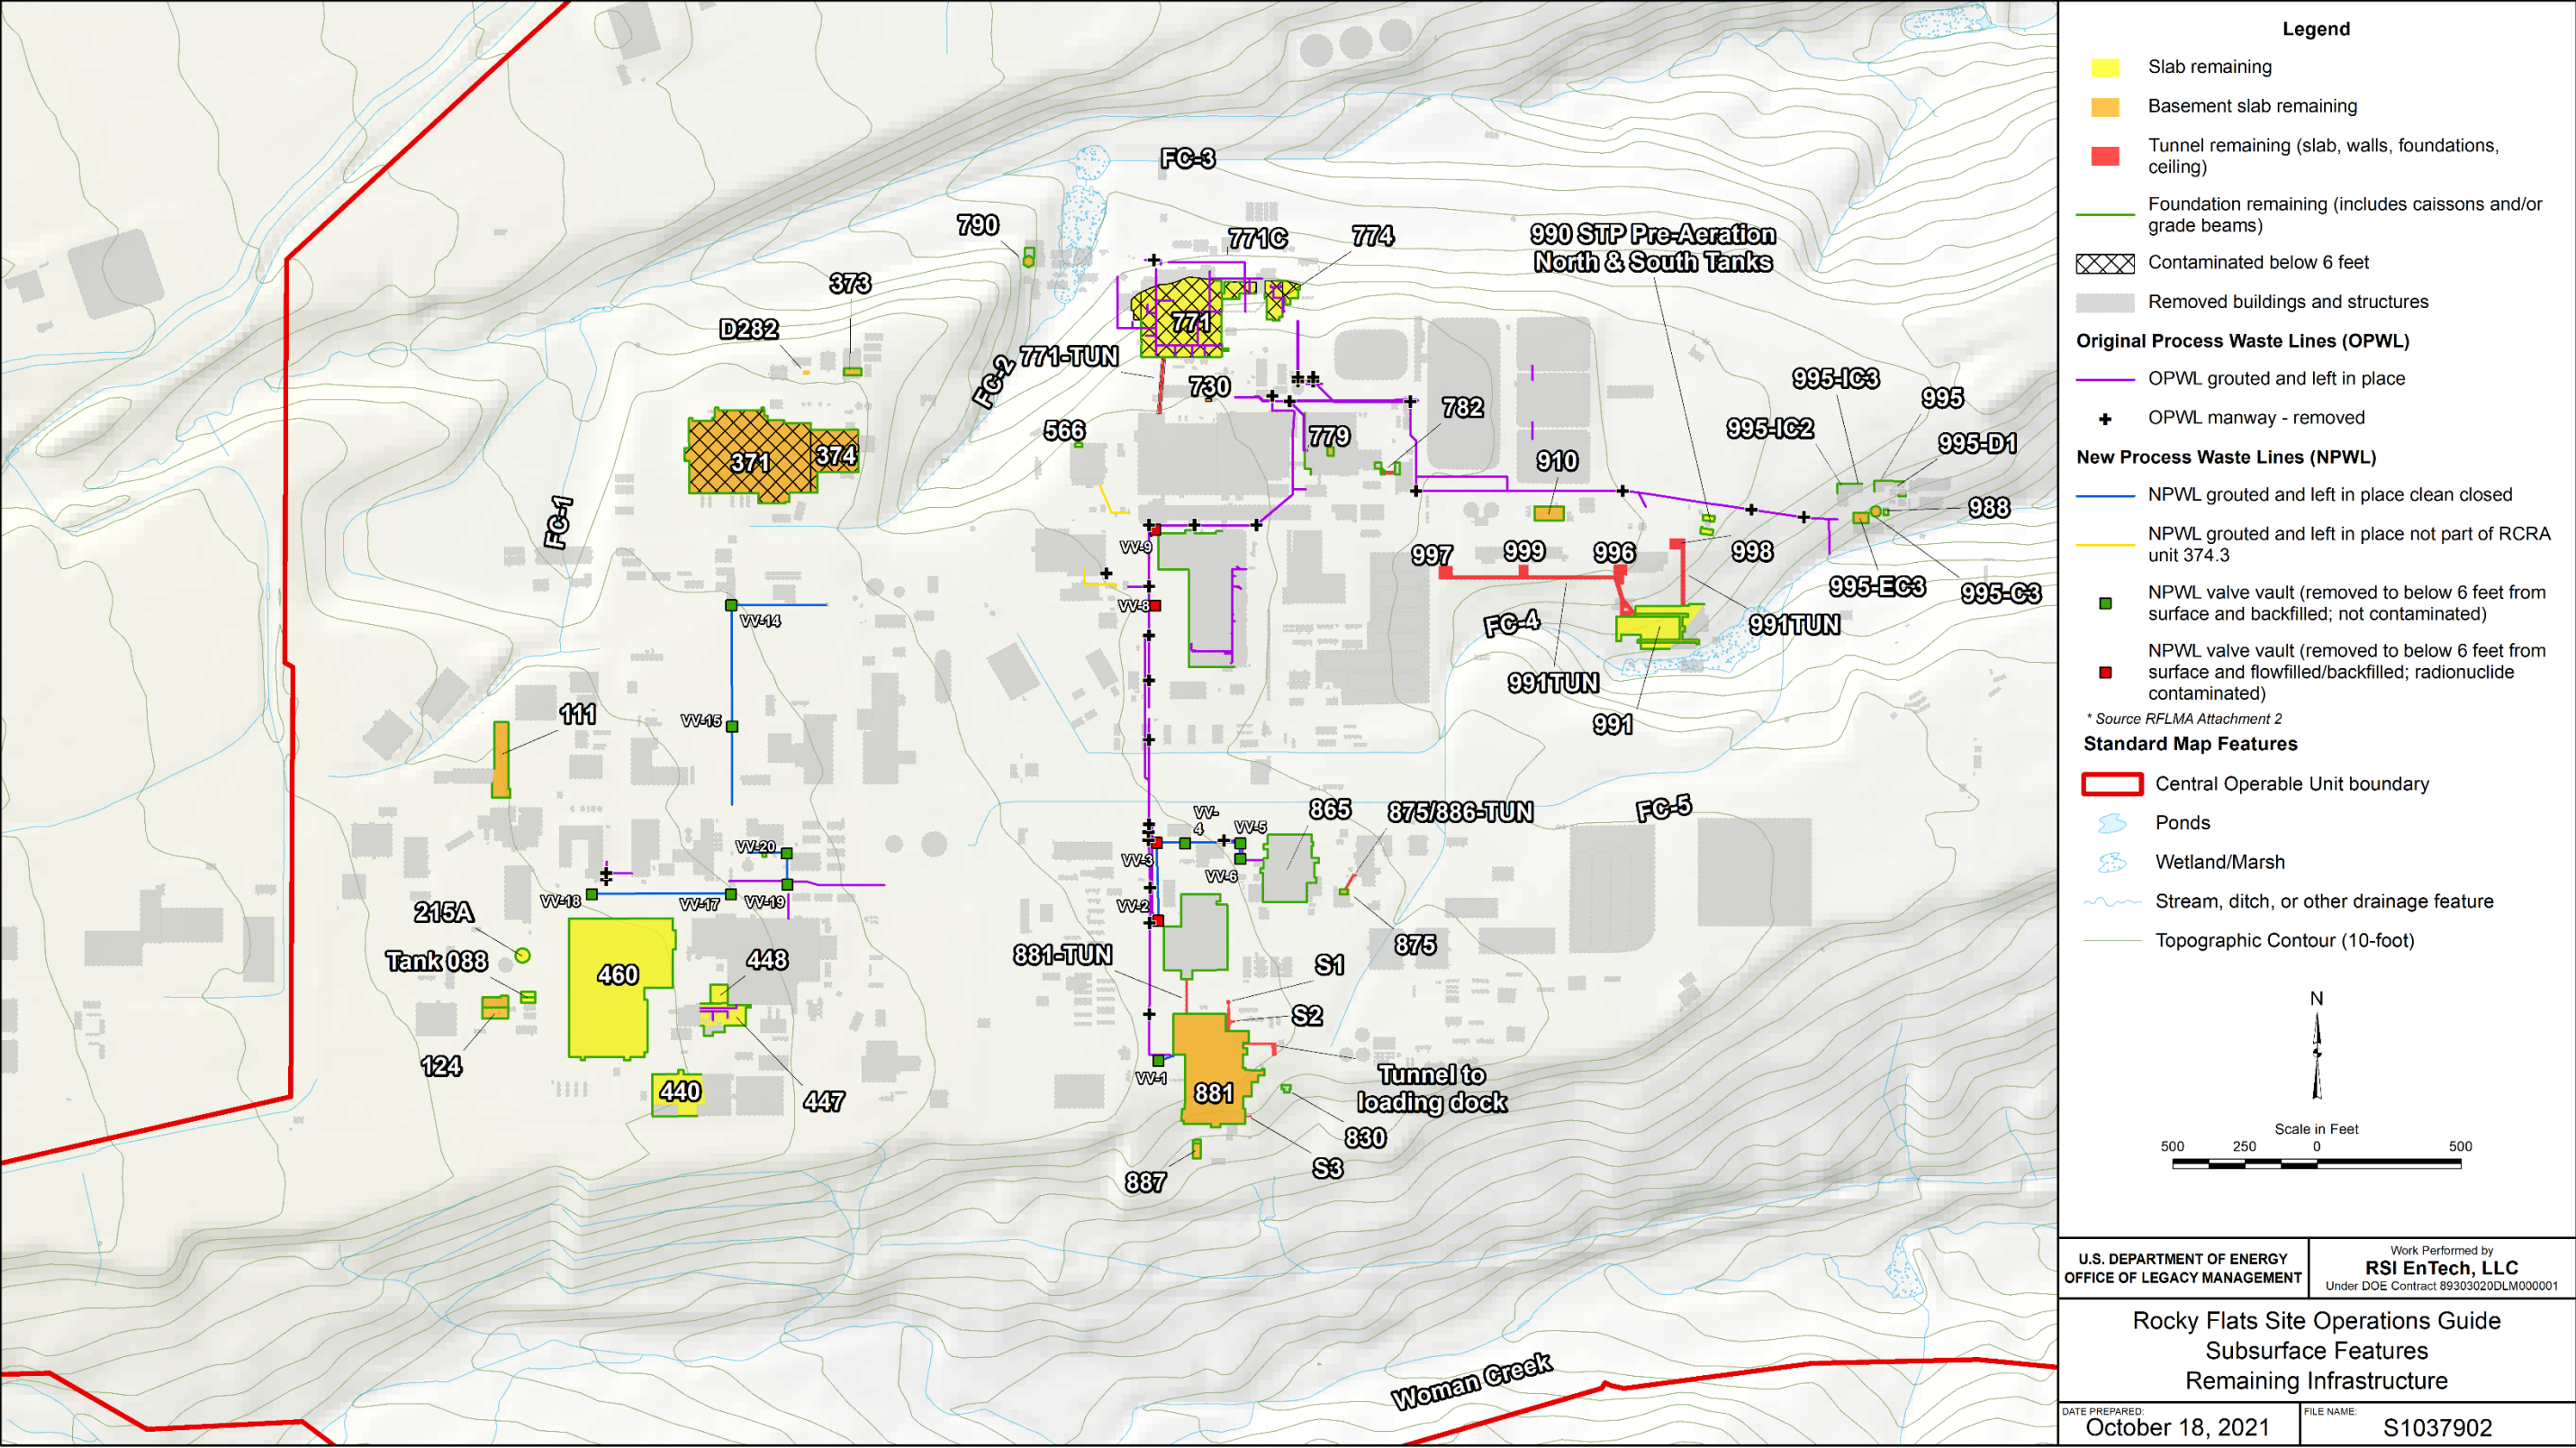 FC-3
790
771C
774
990 STP Pre-Aeration
North & South Tanks
373
D282
771
771-TUN
FC-2
730
995-IC3
995
782
566
779
995-IC2
995-D1
371
374
910
988
FC-1
VV-9
997
999
996
998
995-EC3
995-C3
VV-8
VV-14
FC-4
991TUN
991TUN
VV-15
111
991
865
875/886-TUN
FC-5
VV-
4
VV-5
VV-20
VV-3
VV-6
VV-18
VV-17
VV-19
VV-2
215A
875
881-TUN
Tank 088
460
448
S1
S2
124
VV-1
Tunnel to
loading dock
440
447
881
830
S3
887
Woman Creek
Legend
Slab remaining
Basement slab remaining
Tunnel remaining (slab, walls, foundations,
ceiling)
Foundation remaining (includes caissons and/or
grade beams)
Contaminated below 6 feet
Removed buildings and structures
Original Process Waste Lines (OPWL)
OPWL grouted and left in place
OPWL manway - removed
New Process Waste Lines (NPWL)
NPWL grouted and left in place clean closed
NPWL grouted and left in place not part of RCRA
unit 374.3
NPWL valve vault (removed to below 6 feet from
surface and backfilled; not contaminated)
NPWL valve vault (removed to below 6 feet from
surface and flowfilled/backfilled; radionuclide
contaminated)
* Source RFLMA Attachment 2
Standard Map Features
Central Operable Unit boundary
Ponds
Wetland/Marsh
Stream, ditch, or other drainage feature
Topographic Contour (10-foot)
N
Scale in Feet
500 250 0 500
U.S. DEPARTMENT OF ENERGY
OFFICE OF LEGACY MANAGEMENT
Work Performed by
RSI EnTech, LLC
Under DOE Contract 89303020DLM000001
Rocky Flats Site Operations Guide
Subsurface Features
Remaining Infrastructure
DATE PREPARED:
October 18, 2021
FILE NAME:
S1037902